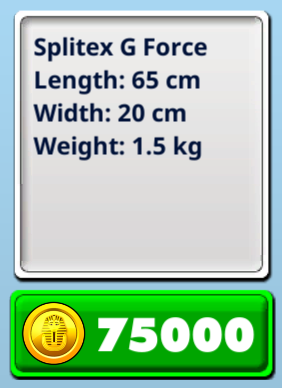 Splitex G Force
Length: 65 cm
Width: 20 cm
Weight: 1.5 kg
75000